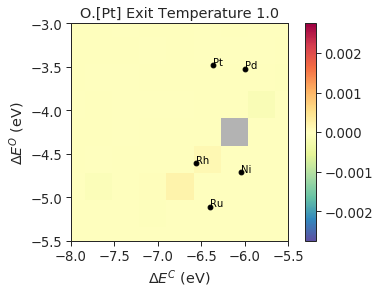 O.[Pt] Exit Temperature 1.0
−3.0
−3.5
−4.0
−4.5
−5.0
−5.5
ΔE^O (eV)
Pt
Pd
Rh
Ni
Ru
−8.0 −7.5 −7.0 −6.5 −6.0 −5.5
ΔE^C (eV)
0.002
0.001
0.000
−0.001
−0.002